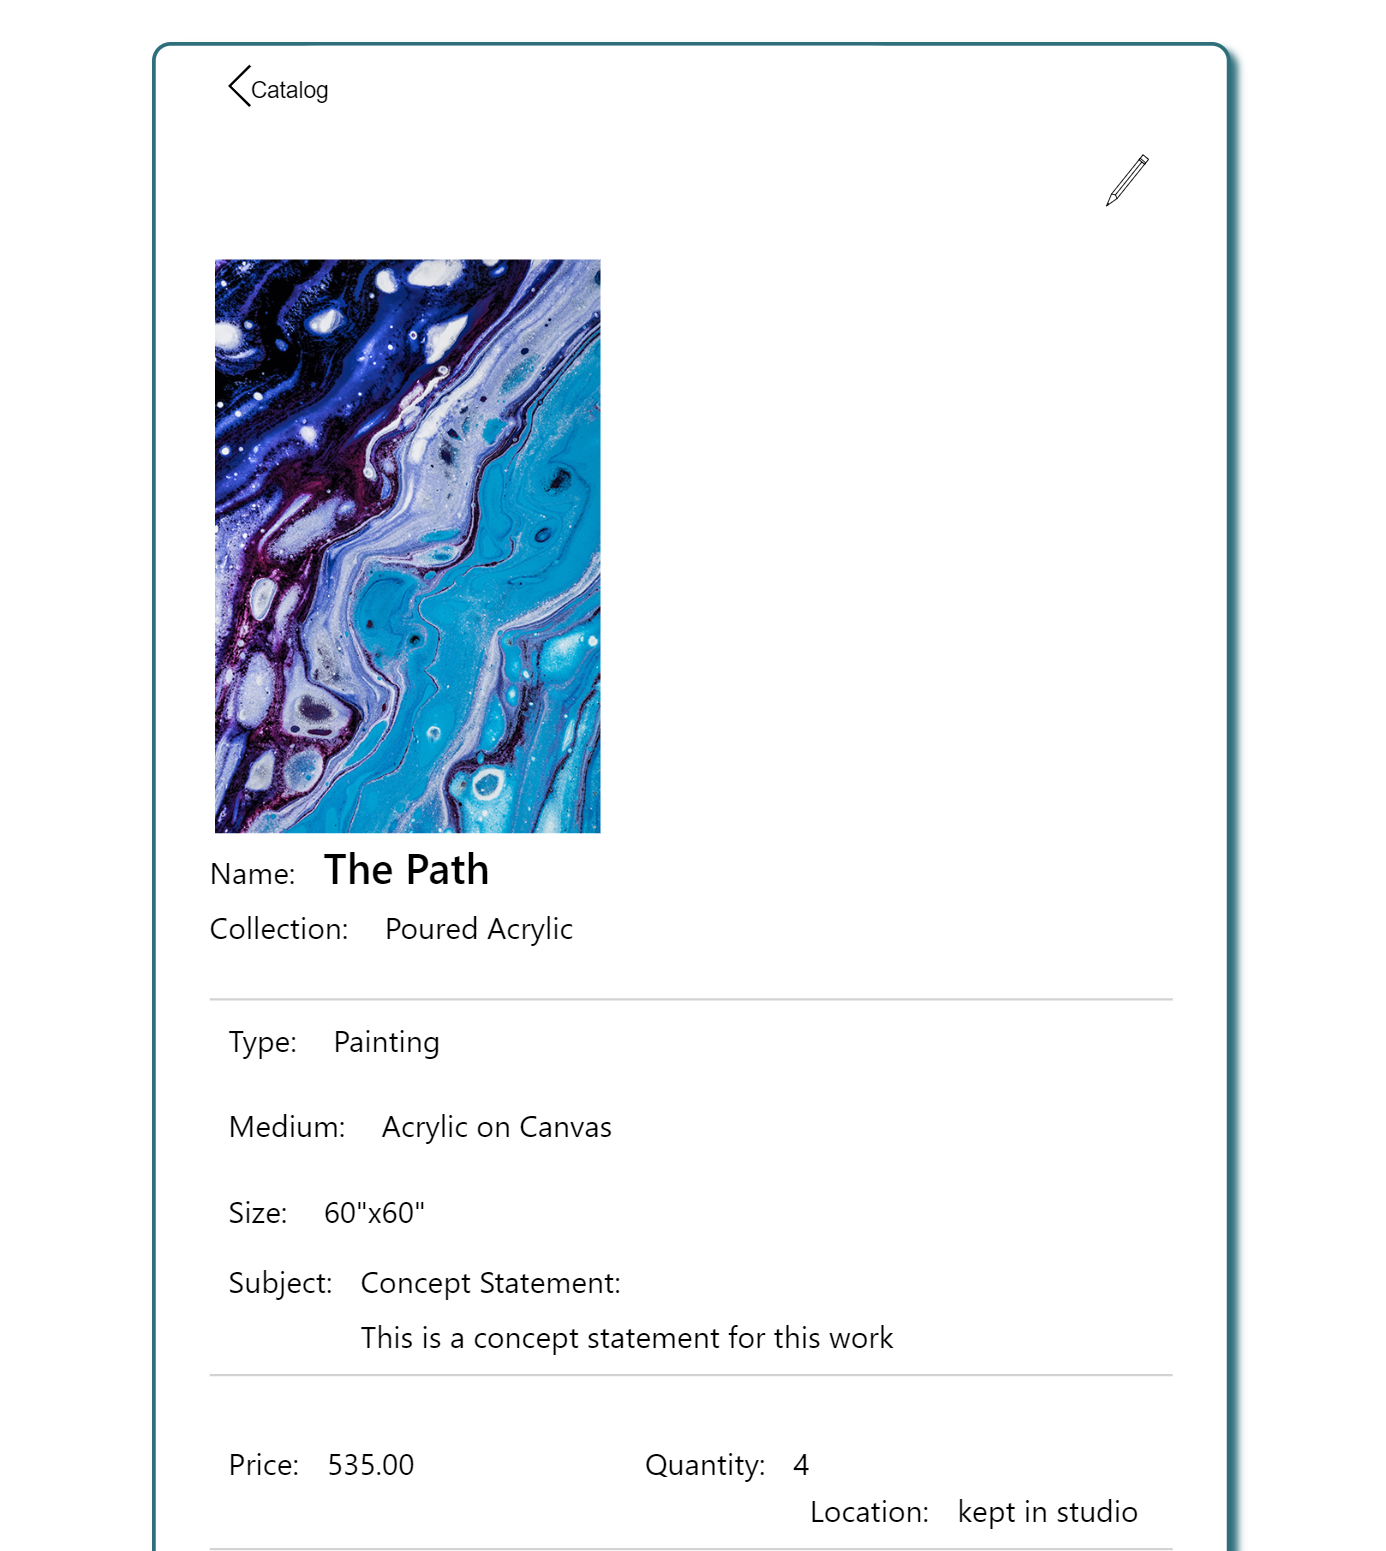 Catalog
Name: The Path
Collection: Poured Acrylic
Type: Painting
Medium: Acrylic on Canvas
Size: 60"x60"
Subject: Concept Statement:
This is a concept statement for this work
Price: 535.00 Quantity: 4
Location: kept in studio